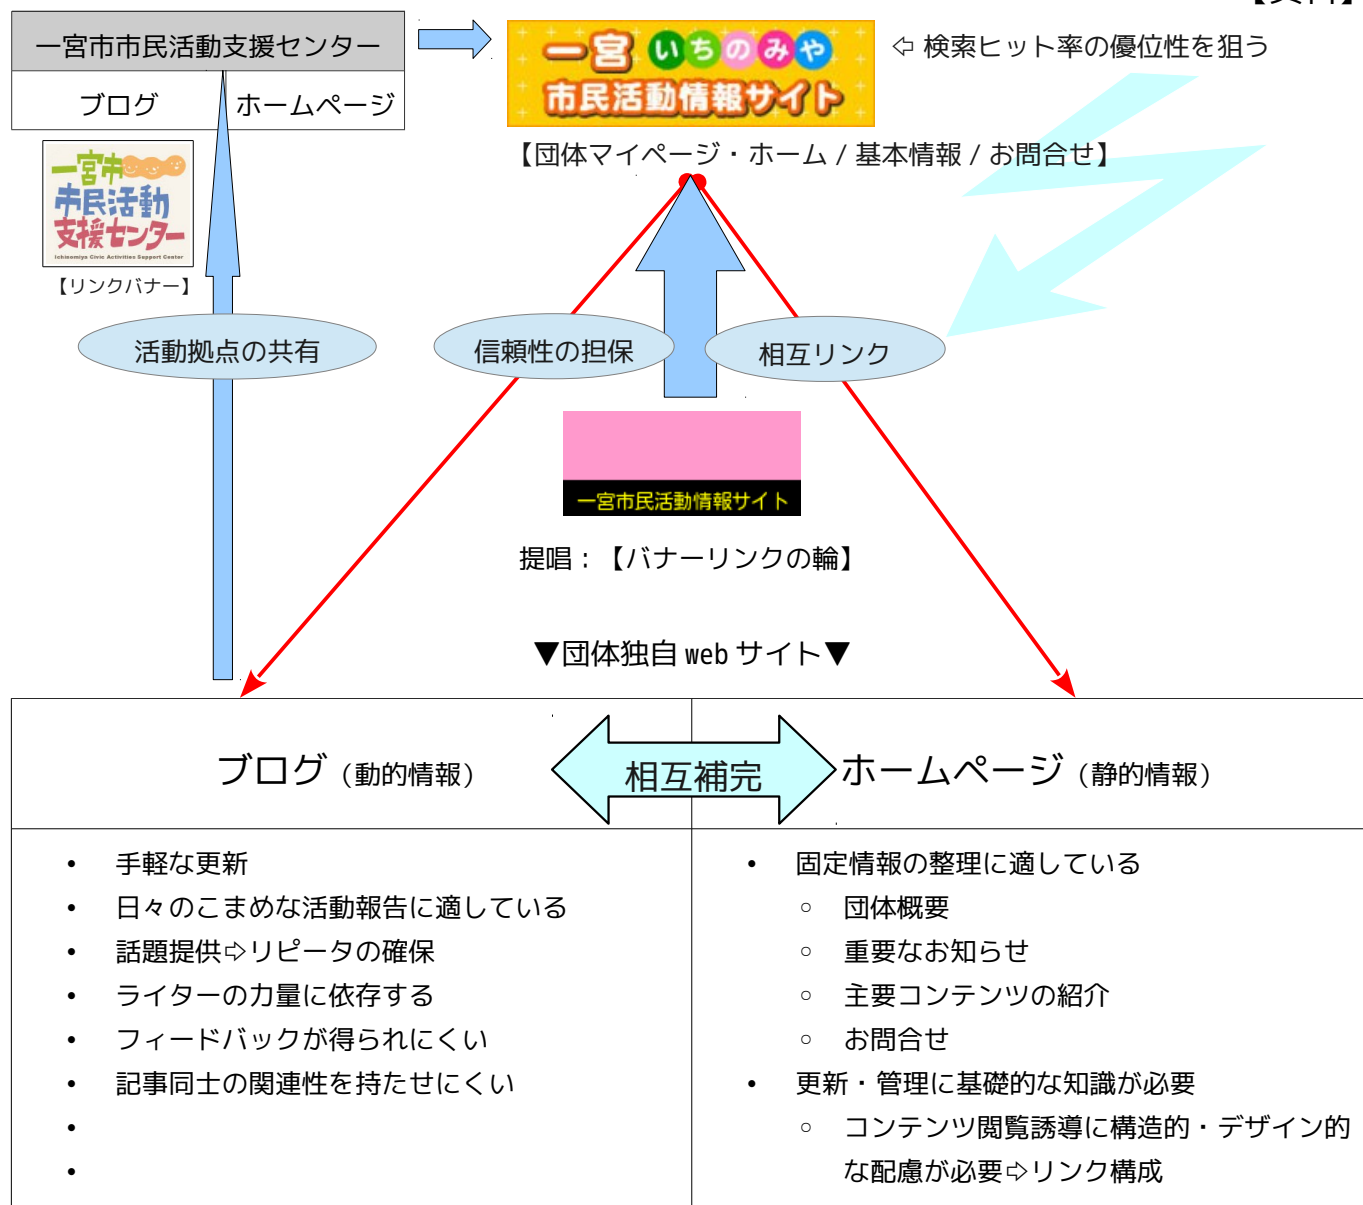 一宮市市民活動支援センター
ブログ
ホームページ
一宮 いちのみや
市民活動情報サイト
⇦ 検索ヒット率の優位性を狙う
【団体マイページ・ホーム / 基本情報 / お問合せ】
一宮市
市民活動
支援センター
Ichinomiya Civic Activities Support Center
【リンクバナー】
活動拠点の共有
信頼性の担保
相互リンク
一宮市民活動情報サイト
提唱：【バナーリンクの輪】
▼団体独自 web サイト▼
ブログ (動的情報)
相互補完
ホームページ (静的情報)
• 手軽な更新
• 日々のこまめな活動報告に適している
• 話題提供⇨リピータの確保
• ライターの力量に依存する
• フィードバックが得られにくい
• 記事同士の関連性を持たせにくい
•
•
• 固定情報の整理に適している
◦ 団体概要
◦ 重要なお知らせ
◦ 主要コンテンツの紹介
◦ お問合せ
• 更新・管理に基礎的な知識が必要
◦ コンテンツ閲覧誘導に構造的・デザイン的
な配慮が必要⇨リンク構成